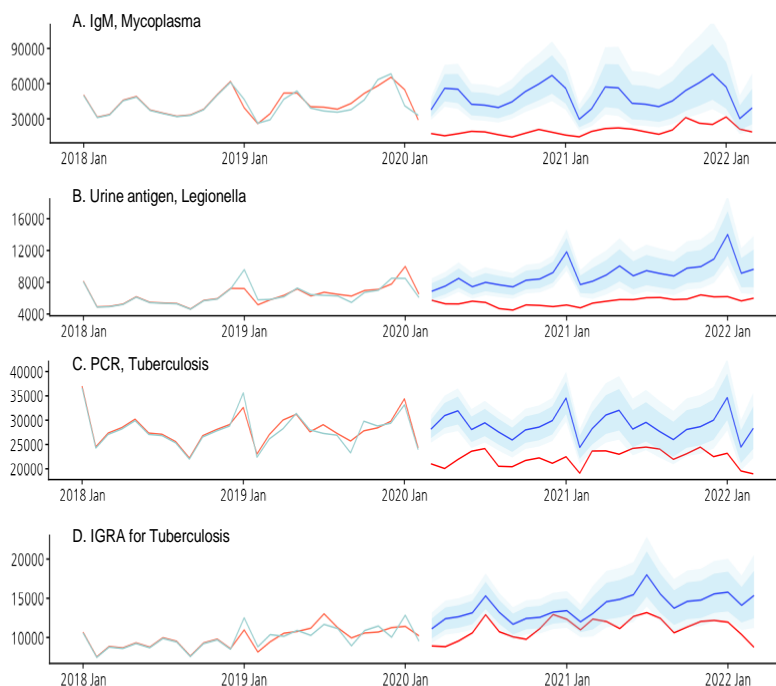 A. IgM, Mycoplasma
90000
60000
30000
2018 Jan 2019 Jan 2020 Jan 2021 Jan 2022 Jan
B. Urine antigen, Legionella
16000
12000
8000
4000
2018 Jan 2019 Jan 2020 Jan 2021 Jan 2022 Jan
C. PCR, Tuberculosis
40000
35000
30000
25000
20000
2018 Jan 2019 Jan 2020 Jan 2021 Jan 2022 Jan
D. IGRA for Tuberculosis
20000
15000
10000
2018 Jan 2019 Jan 2020 Jan 2021 Jan 2022 Jan